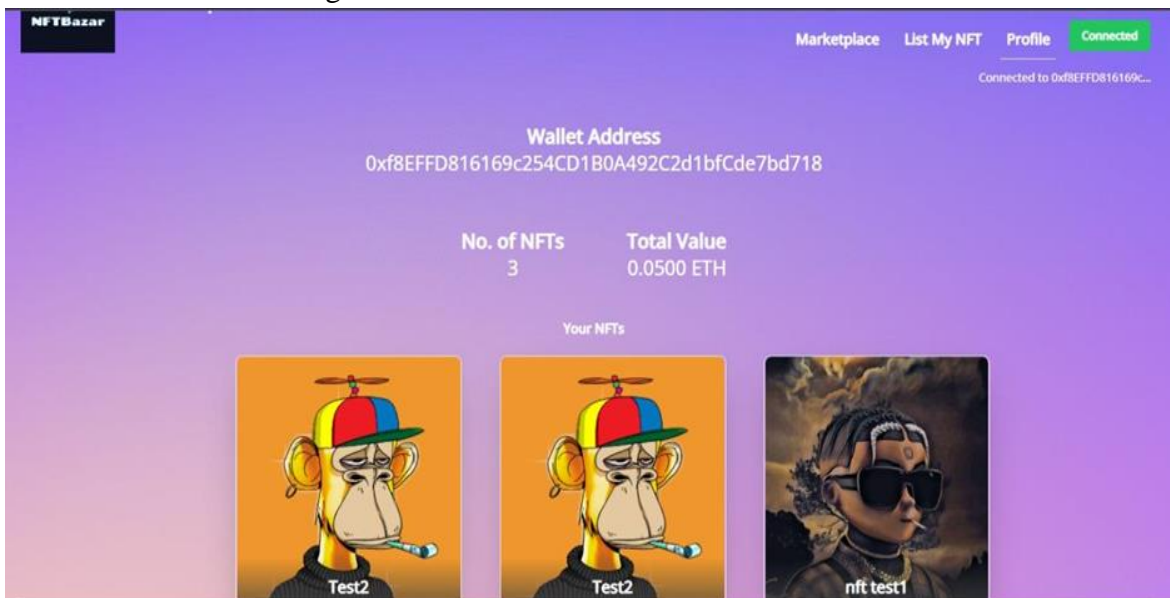 NFTBazar
Marketplace List My NFT Profile Connected
Connected to 0xf8EFFD816169c...
Wallet Address
0xf8EFFD816169c254CD1B0A492C2d1bfCde7bd718
No. of NFTs Total Value
3 0.0500 ETH
Your NFTs
Test2 Test2 nft test1